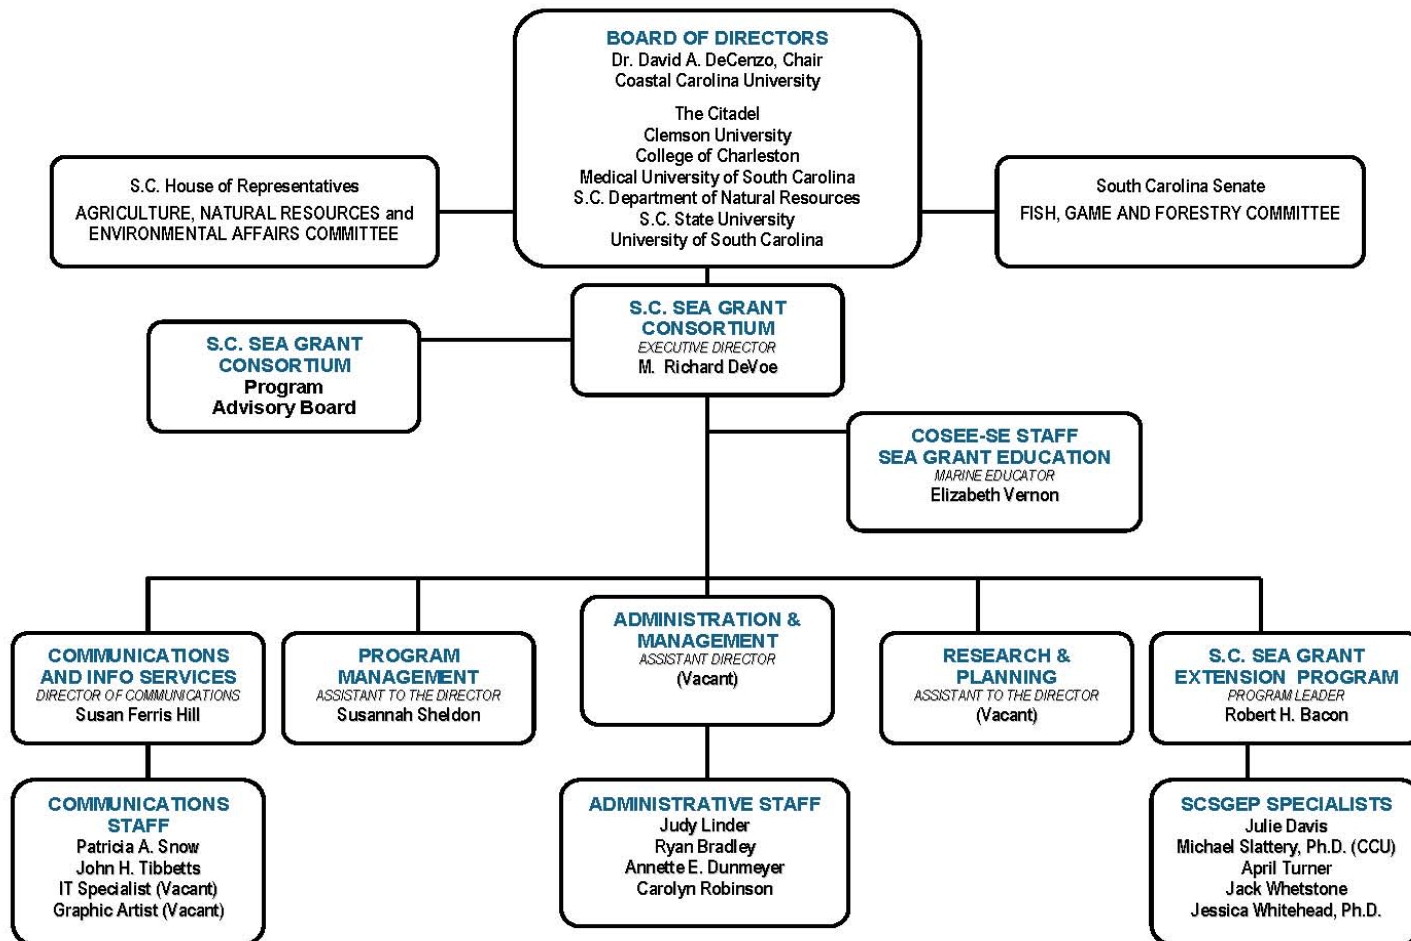 BOARD OF DIRECTORS
Dr. David A. DeCenzo, Chair
Coastal Carolina University
The Citadel
Clemson University
College of Charleston
Medical University of South Carolina
S.C. Department of Natural Resources
S.C. State University
University of South Carolina
S.C. House of Representatives
AGRICULTURE, NATURAL RESOURCES and
ENVIRONMENTAL AFFAIRS COMMITTEE
South Carolina Senate
FISH, GAME AND FORESTRY COMMITTEE
S.C. SEA GRANT
CONSORTIUM
EXECUTIVE DIRECTOR
M. Richard DeVoe
S.C. SEA GRANT
CONSORTIUM
Program
Advisory Board
COSEE-SE STAFF
SEA GRANT EDUCATION
MARINE EDUCATOR
Elizabeth Vernon
COMMUNICATIONS
AND INFO SERVICES
DIRECTOR OF COMMUNICATIONS
Susan Ferris Hill
PROGRAM
MANAGEMENT
ASSISTANT TO THE DIRECTOR
Susannah Sheldon
ADMINISTRATION &
MANAGEMENT
ASSISTANT DIRECTOR
(Vacant)
RESEARCH &
PLANNING
ASSISTANT TO THE DIRECTOR
(Vacant)
S.C. SEA GRANT
EXTENSION PROGRAM
PROGRAM LEADER
Robert H. Bacon
COMMUNICATIONS
STAFF
Patricia A. Snow
John H. Tibbetts
IT Specialist (Vacant)
Graphic Artist (Vacant)
ADMINISTRATIVE STAFF
Judy Linder
Ryan Bradley
Annette E. Dunmeyer
Carolyn Robinson
SCSGEP SPECIALISTS
Julie Davis
Michael Slattery, Ph.D. (CCU)
April Turner
Jack Whetstone
Jessica Whitehead, Ph.D.